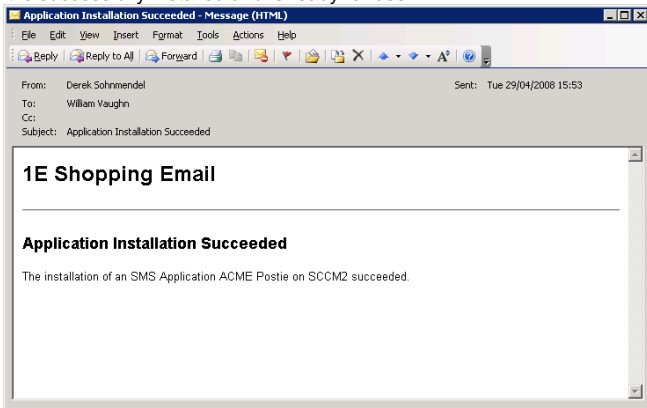 Application Installation Succeeded - Message (HTML)
File Edit View Insert Format Tools Actions Help
Reply Reply to All Forward
From: Derek Sohnmendel Sent: Tue 29/04/2008 15:53
To: William Vaughn
Cc:
Subject: Application Installation Succeeded
1E Shopping Email
Application Installation Succeeded
The installation of an SMS Application ACME Postie on SCCM2 succeeded.